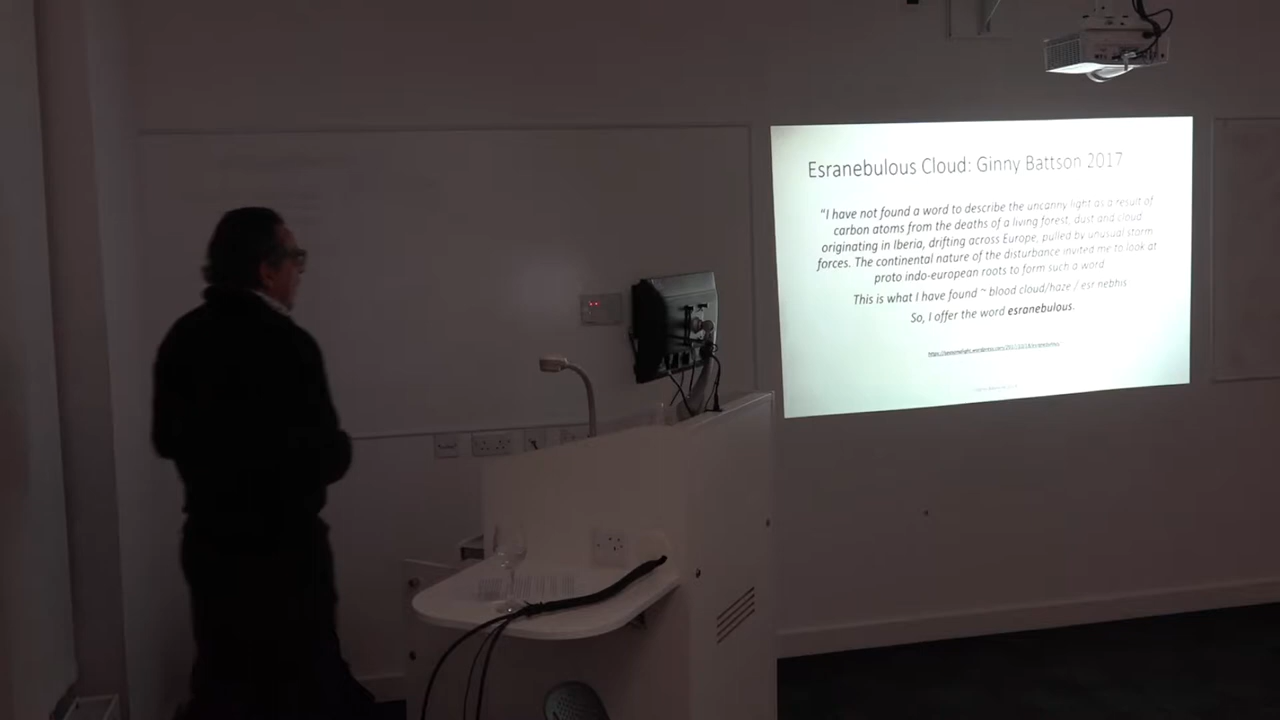 Esranebulous Cloud: Ginny Battson 2017
"I have not found a word to describe the uncanny light as a result of
carbon atoms from the deaths of a living forest, dust and cloud
originating in Iberia, drifting across Europe, pulled by unusual storm
forces. The continental nature of the disturbance invited me to look at
proto indo-european roots to form such a word
This is what I have found ~ blood cloud/haze / esr nebhis
So, I offer the word esranebulous.